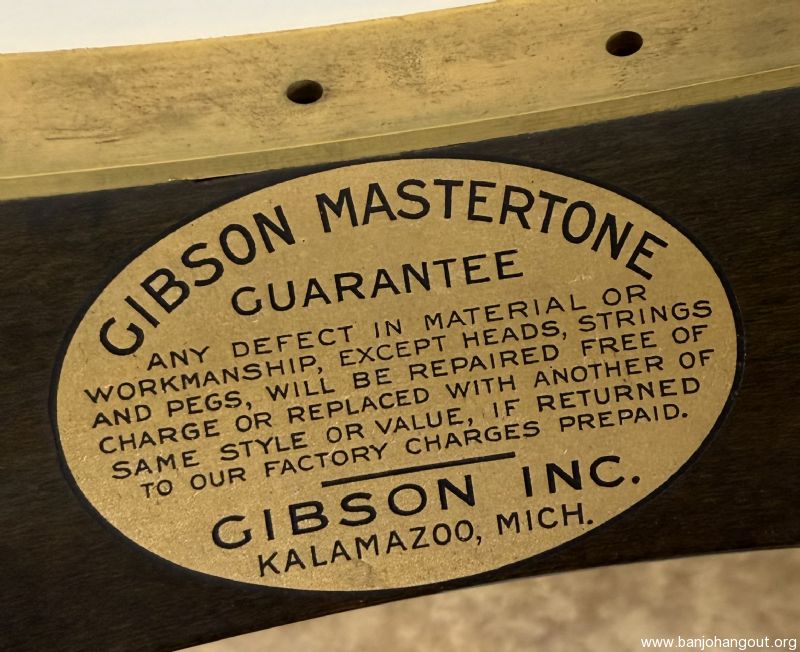 GIBSON MASTERTONE
GUARANTEE
ANY DEFECT IN MATERIAL OR
WORKMANSHIP, EXCEPT HEADS, STRINGS
AND PEGS, WILL BE REPAIRED FREE OF
CHARGE OR REPLACED WITH ANOTHER OF
SAME STYLE OR VALUE, IF RETURNED
TO OUR FACTORY CHARGES PREPAID.
GIBSON INC.
KALAMAZOO, MICH.
www.banjohangout.org